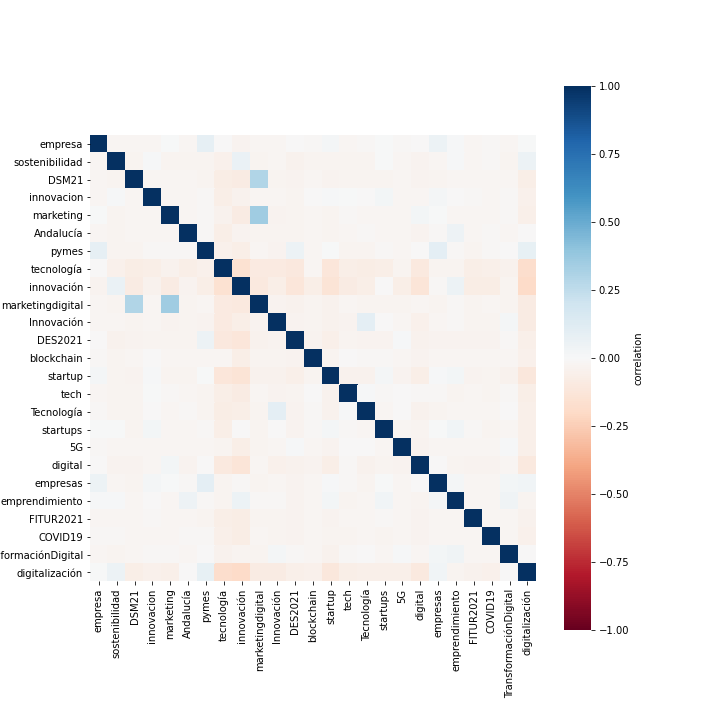 empresa
sostenibilidad
DSM21
innovacion
marketing
Andalucía
pymes
tecnología
innovación
marketingdigital
Innovación
DES2021
blockchain
startup
tech
Tecnología
startups
5G
digital
empresas
emprendimiento
FITUR2021
COVID19
formaciónDigital
digitalización
empresa
sostenibilidad
DSM21
innovacion
marketing
Andalucía
pymes
tecnología
innovación
marketingdigital
Innovación
DES2021
blockchain
startup
tech
Tecnología
startups
5G
digital
empresas
emprendimiento
FITUR2021
COVID19
TransformaciónDigital
digitalización
1.00
0.75
0.50
0.25
0.00
−0.25
−0.50
−0.75
−1.00
correlation